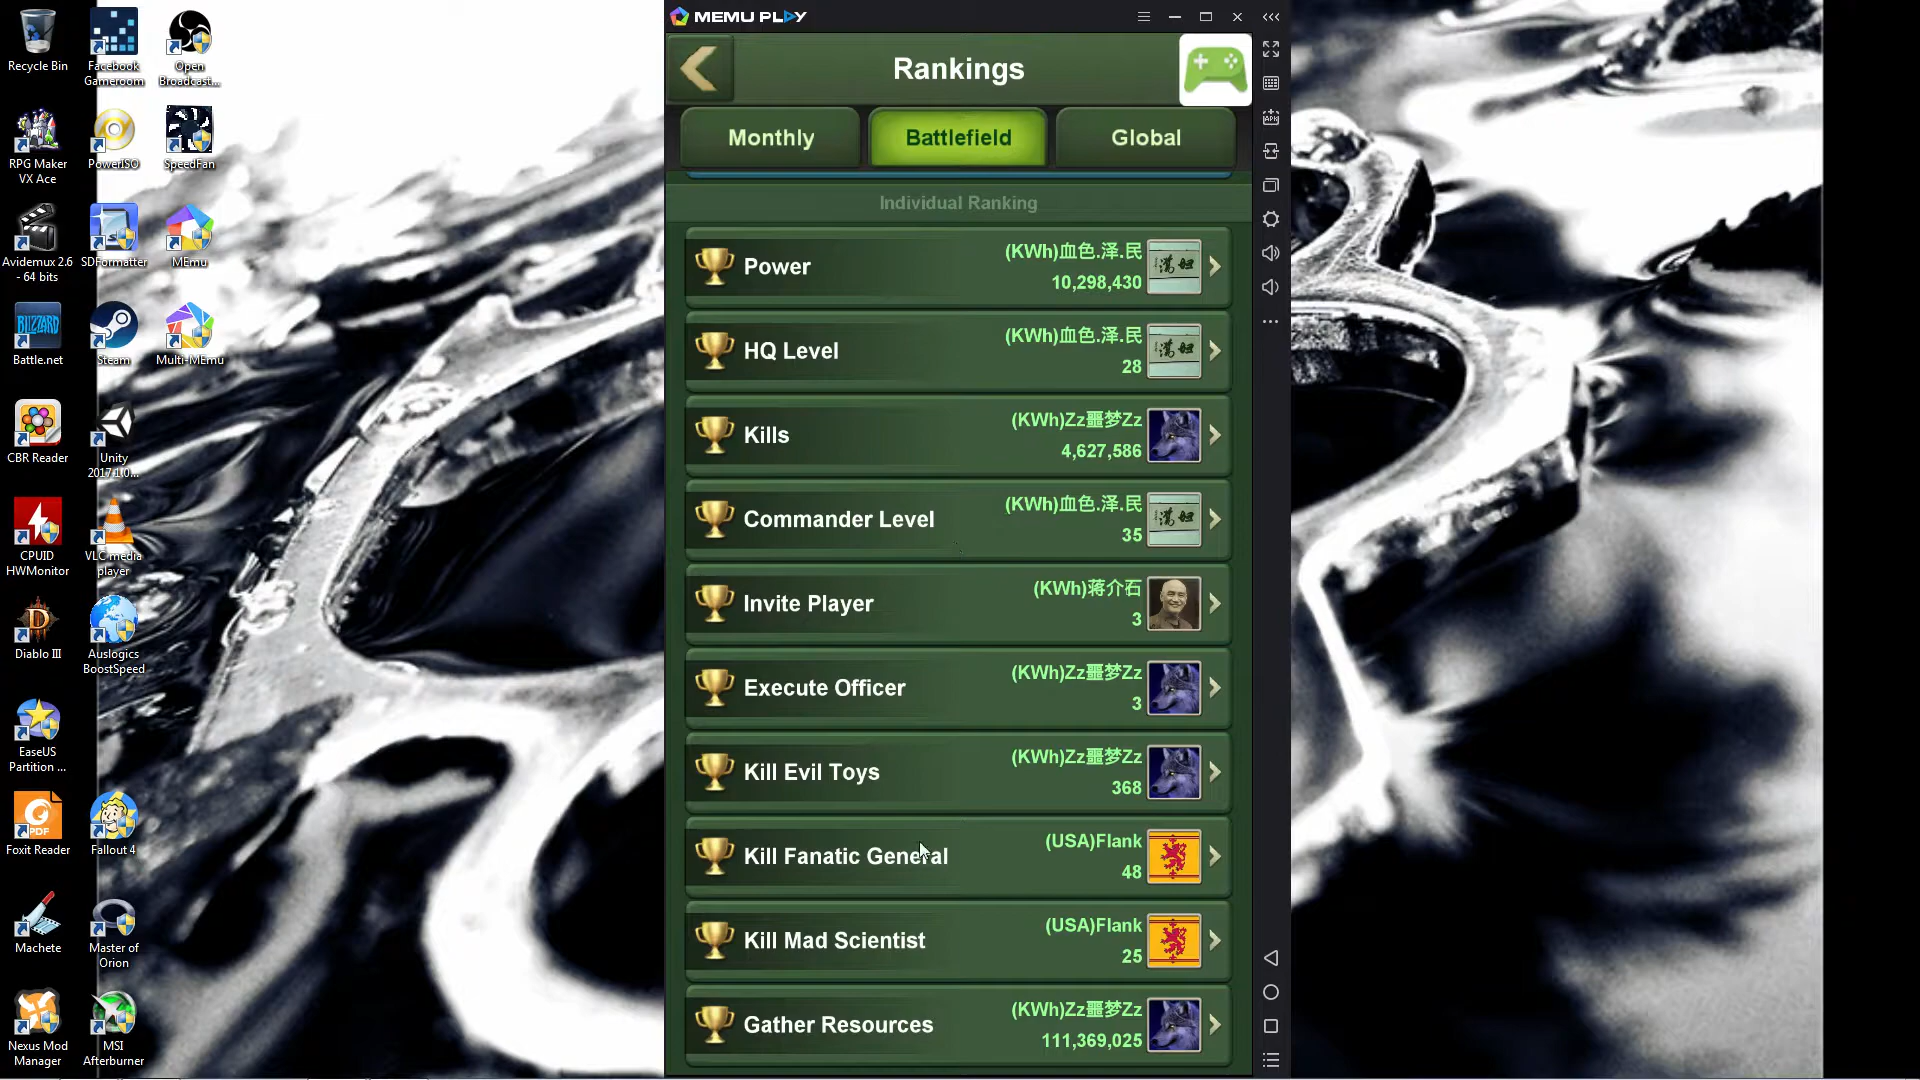 Recycle Bin
Facebook
Gameroom
Open
Broadcast...
RPG Maker
VX Ace
PowerISO
SpeedFan
Avidemux 2.6
- 64 bits
SDFormatter
MEmu
BLIZZARD
Battle.net
Steam
Multi-MEmu
CBR Reader
Unity
2017.1.0...
CPUID
HWMonitor
VLC media
player
Diablo III
Auslogics
BoostSpeed
EaseUS
Partition ...
PDF
Foxit Reader
Fallout 4
Machete
Master of
Orion
Nexus Mod
Manager
MSI
Afterburner
MEMU PLAY
Rankings
Monthly
Battlefield
Global
Individual Ranking
Power
(KWh)血色.泽.民
10,298,430
HQ Level
(KWh)血色.泽.民
28
Kills
(KWh)Zz噩梦Zz
4,627,586
Commander Level
(KWh)血色.泽.民
35
Invite Player
(KWh)蒋介石
3
Execute Officer
(KWh)Zz噩梦Zz
3
Kill Evil Toys
(KWh)Zz噩梦Zz
368
Kill Fanatic General
(USA)Flank
48
Kill Mad Scientist
(USA)Flank
25
Gather Resources
(KWh)Zz噩梦Zz
111,369,025
APK